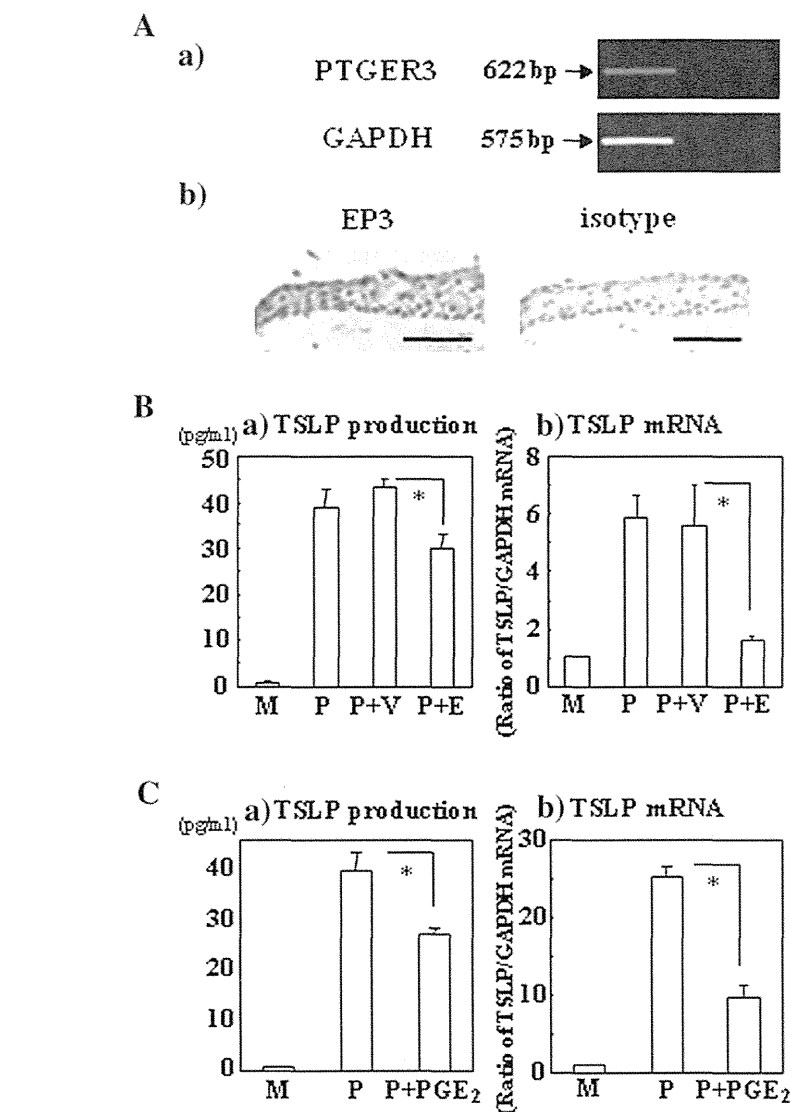 A
a)
PTGER3 622bp
GAPDH 575bp
b)
EP3 isotype
B
(pg/ml) a) TSLP production
50
40
30
20
10
0
M P P+V P+E
*
b) TSLP mRNA
(Ratio of TSLP/GAPDH mRNA)
8
6
4
2
0
M P P+V P+E
*
C
(pg/ml) a) TSLP production
40
30
20
10
0
M P P+PGE₂
*
b) TSLP mRNA
(Ratio of TSLP/GAPDH mRNA)
30
20
10
0
M P P+PGE₂
*